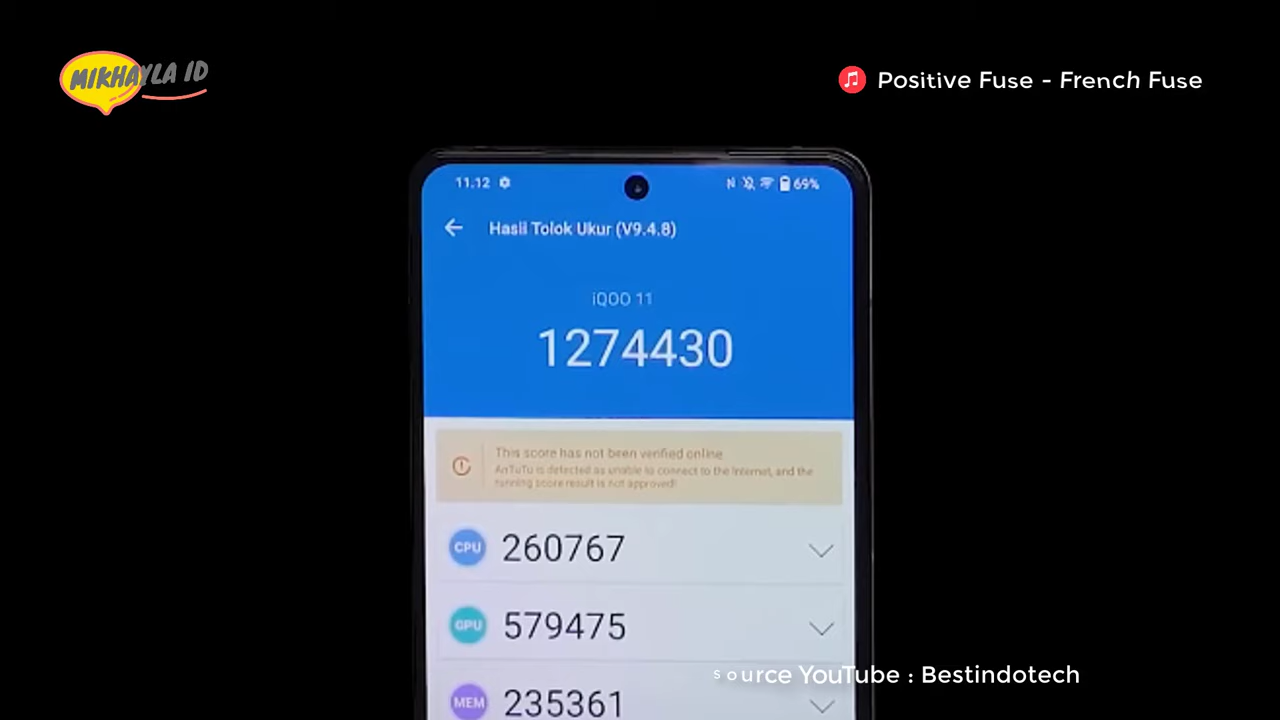 MIKHAYLA ID
Positive Fuse - French Fuse
11.12
69%
Hasil Tolok Ukur (V9.4.8)
iQOO 11
1274430
This score has not been verified online
AnTuTu is detected as unable to connect to the Internet, and the
running score result is not approved!
CPU 260767
GPU 579475
MEM 235361
source YouTube : Bestindotech